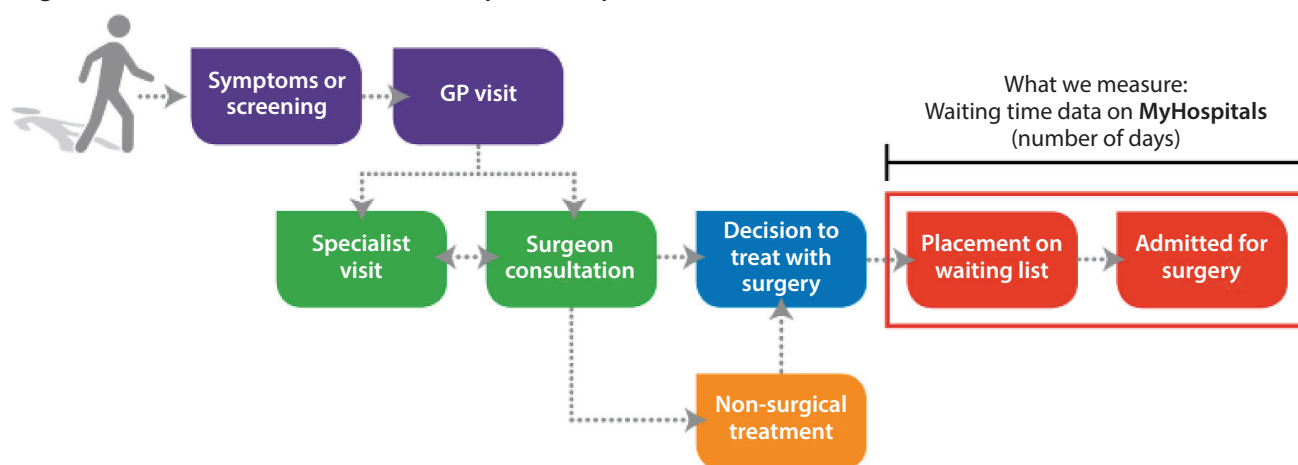 Symptoms or
screening
GP visit
What we measure:
Waiting time data on MyHospitals
(number of days)
Specialist
visit
Surgeon
consultation
Decision to
treat with
surgery
Placement on
waiting list
Admitted for
surgery
Non-surgical
treatment